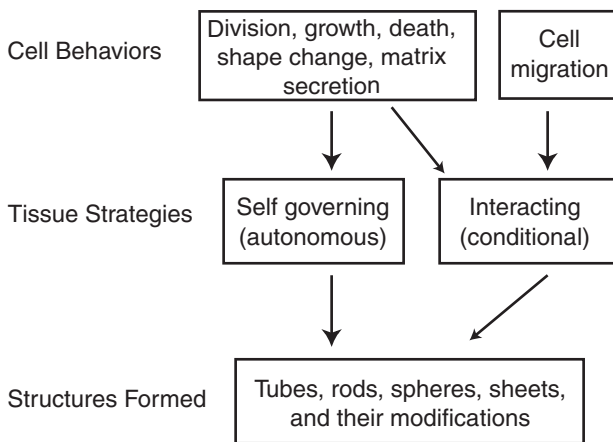 Cell Behaviors
Division, growth, death,
shape change, matrix
secretion
Cell
migration
Tissue Strategies
Self governing
(autonomous)
Interacting
(conditional)
Structures Formed
Tubes, rods, spheres, sheets,
and their modifications